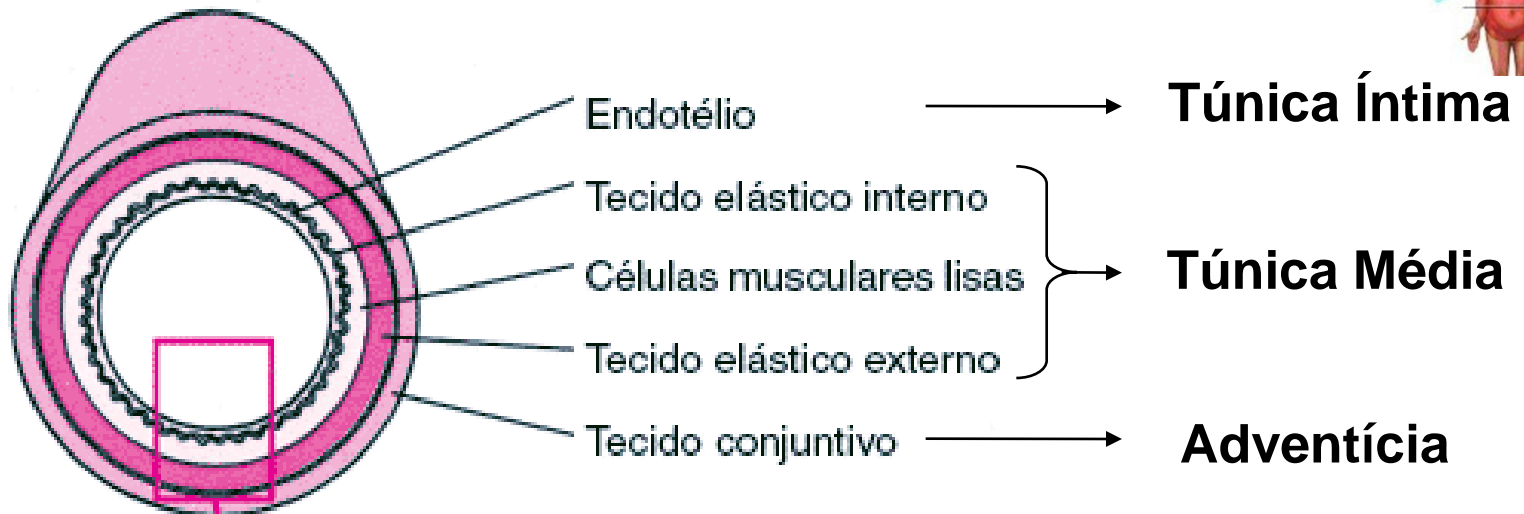 Endotélio
Túnica Íntima
Tecido elástico interno
Células musculares lisas
Túnica Média
Tecido elástico externo
Tecido conjuntivo
Adventícia